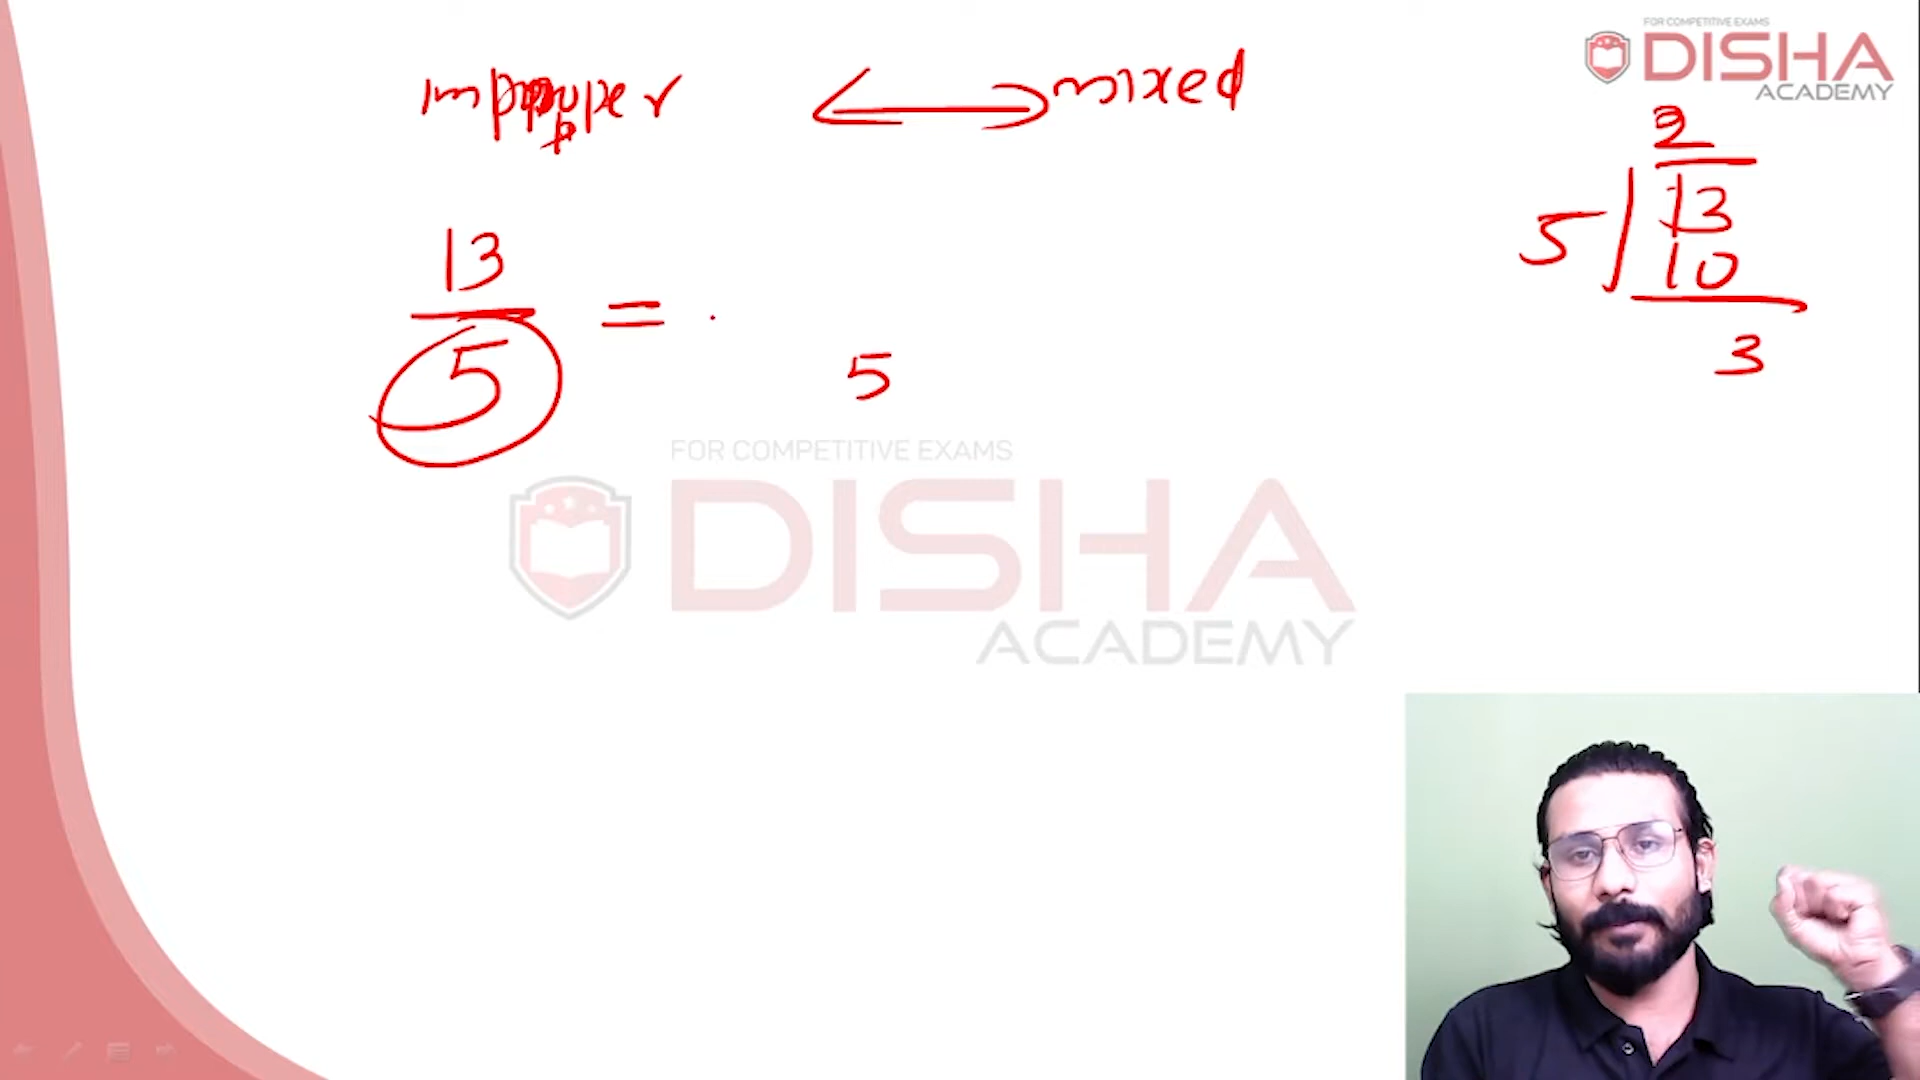 FOR COMPETITIVE EXAMS
DISHA
ACADEMY
improper ⟷ mixed
13
5
=
5
2
5 13
10
3
FOR COMPETITIVE EXAMS
DISHA
ACADEMY